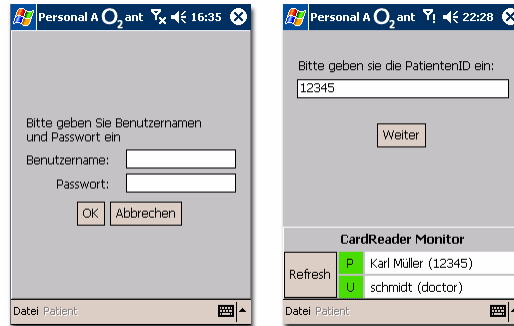 Personal A O2 ant 16:35
Bitte geben Sie Benutzernamen
und Passwort ein
Benutzername:
Passwort:
OK Abbrechen
Datei Patient
Personal A O2 ant 22:28
Bitte geben sie die PatientenID ein:
12345
Weiter
CardReader Monitor
Refresh
P Karl Müller (12345)
U schmidt (doctor)
Datei Patient